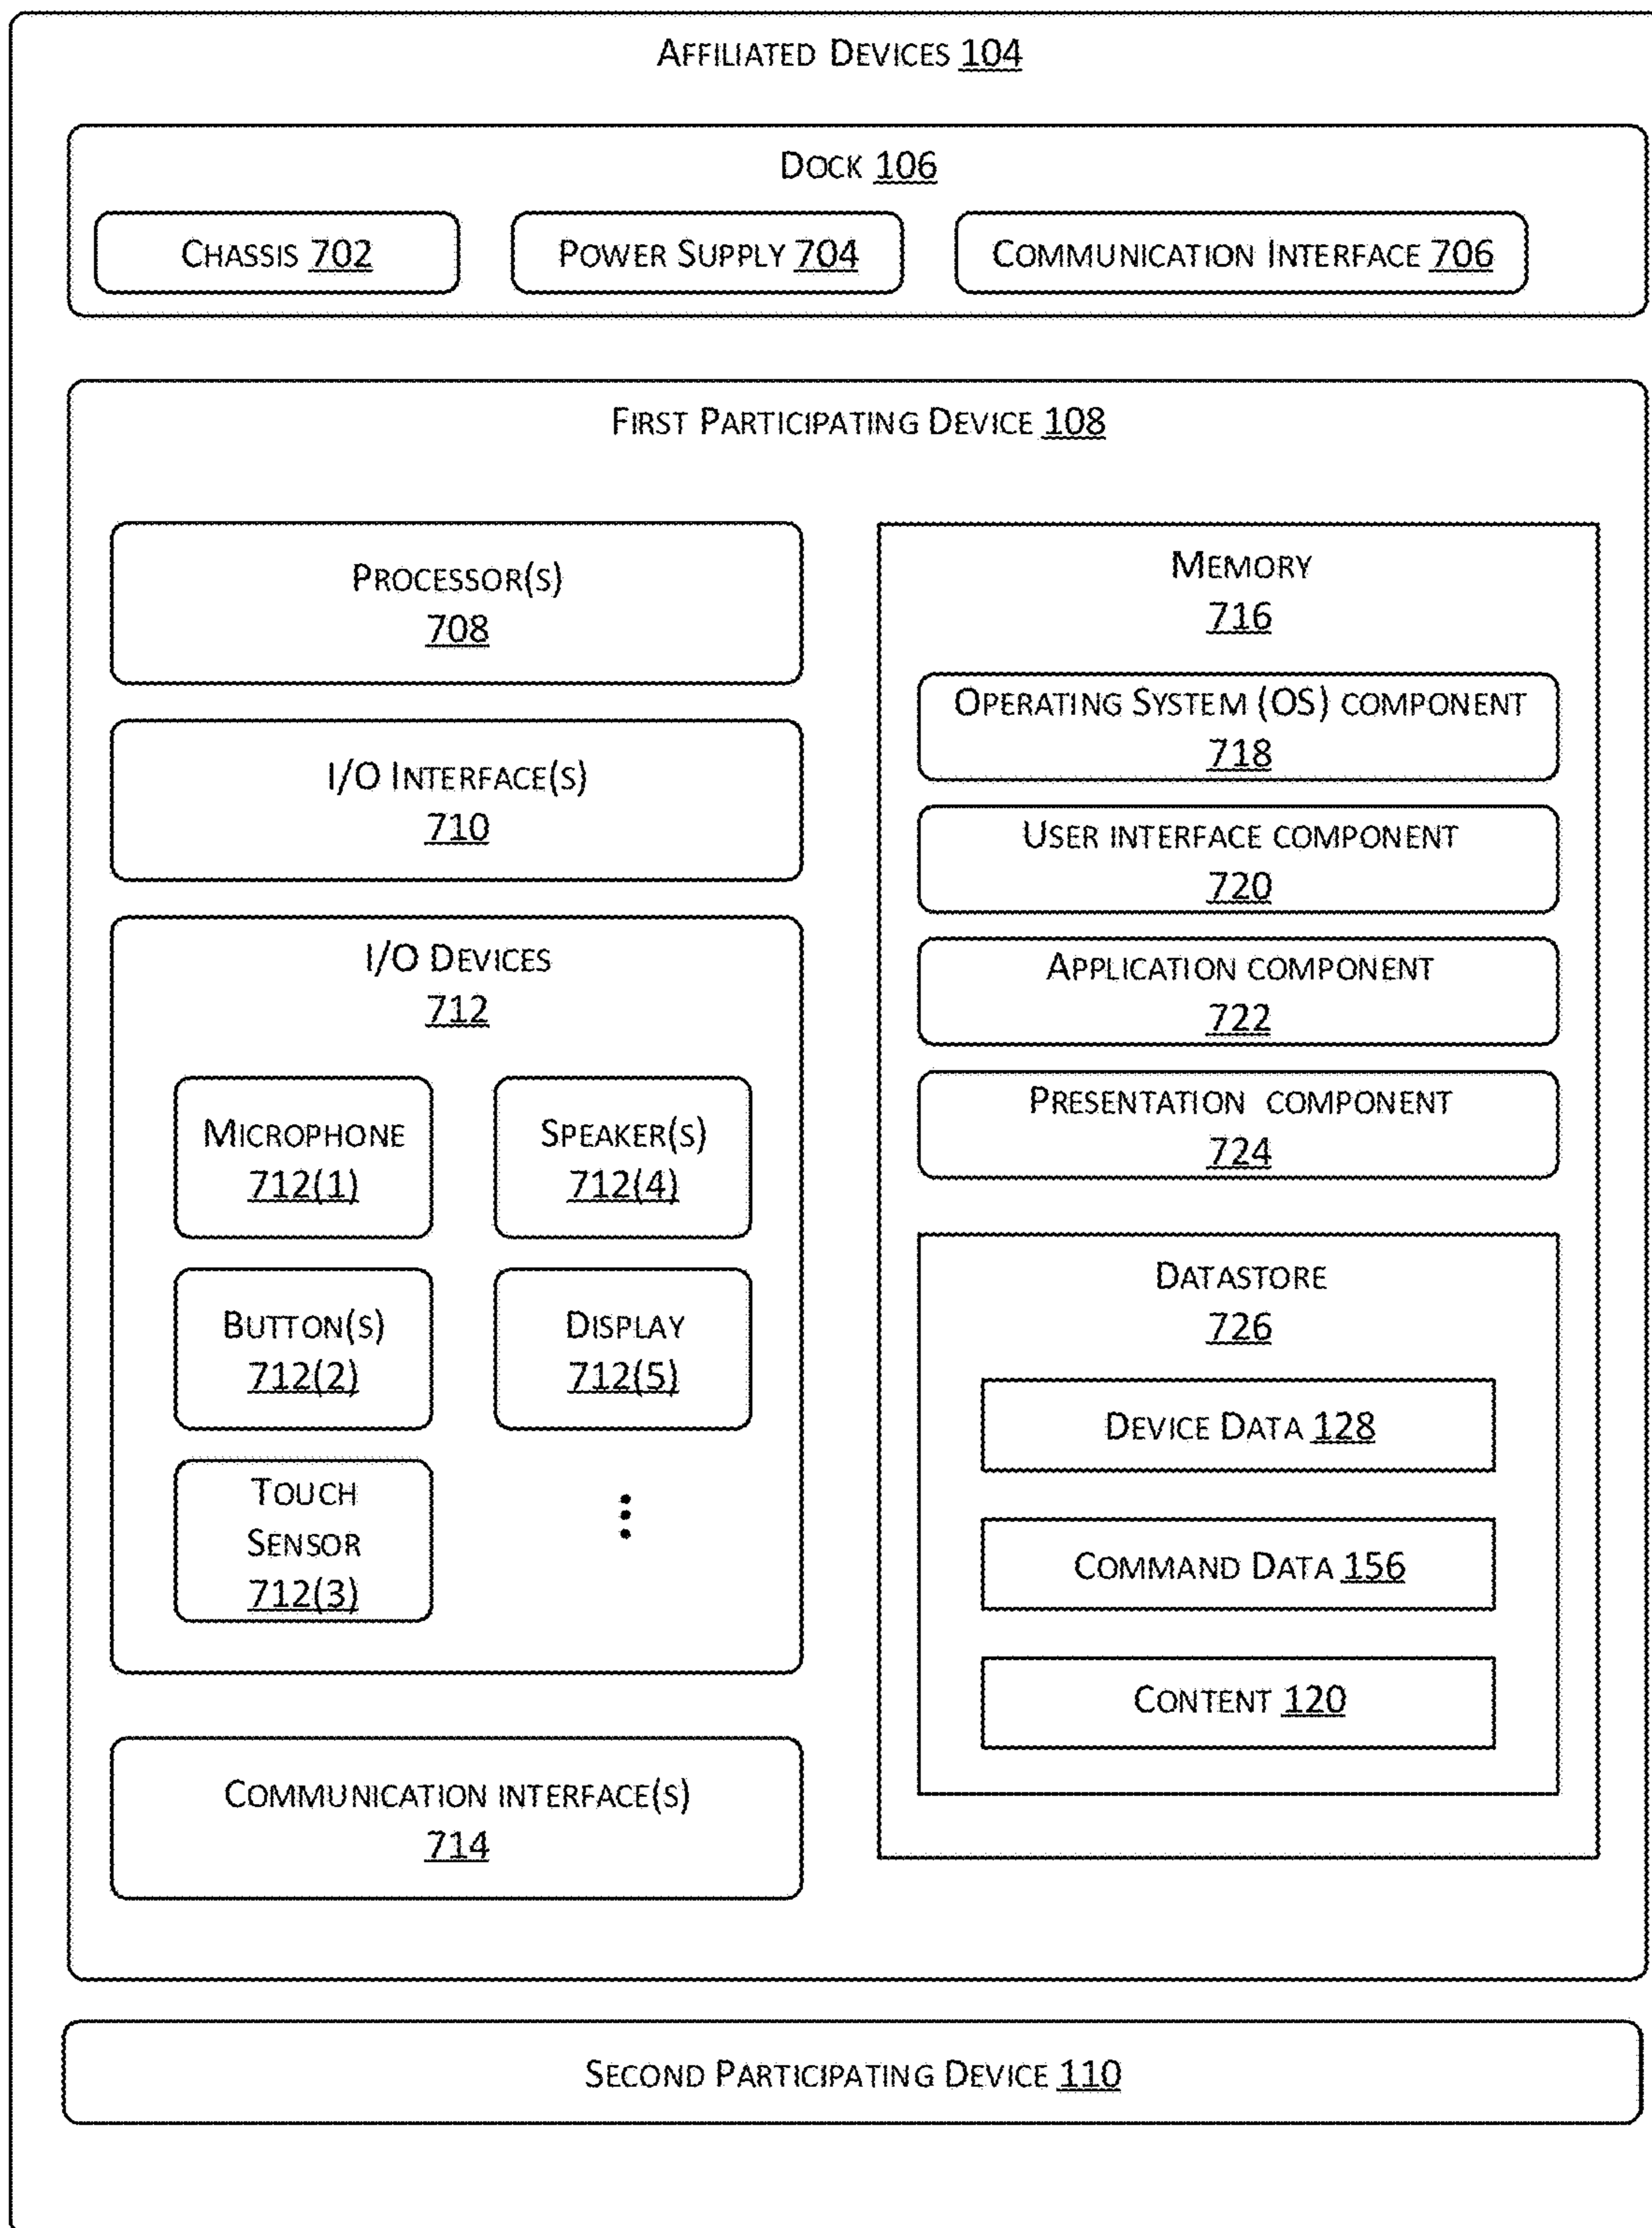 AFFILIATED DEVICES 104
DOCK 106
CHASSIS 702
POWER SUPPLY 704
COMMUNICATION INTERFACE 706
FIRST PARTICIPATING DEVICE 108
PROCESSOR(S)
708
I/O INTERFACE(S)
710
I/O DEVICES
712
MICROPHONE
712(1)
SPEAKER(S)
712(4)
BUTTON(S)
712(2)
DISPLAY
712(5)
TOUCH
SENSOR
712(3)
COMMUNICATION INTERFACE(S)
714
MEMORY
716
OPERATING SYSTEM (OS) COMPONENT
718
USER INTERFACE COMPONENT
720
APPLICATION COMPONENT
722
PRESENTATION COMPONENT
724
DATASTORE
726
DEVICE DATA 128
COMMAND DATA 156
CONTENT 120
SECOND PARTICIPATING DEVICE 110